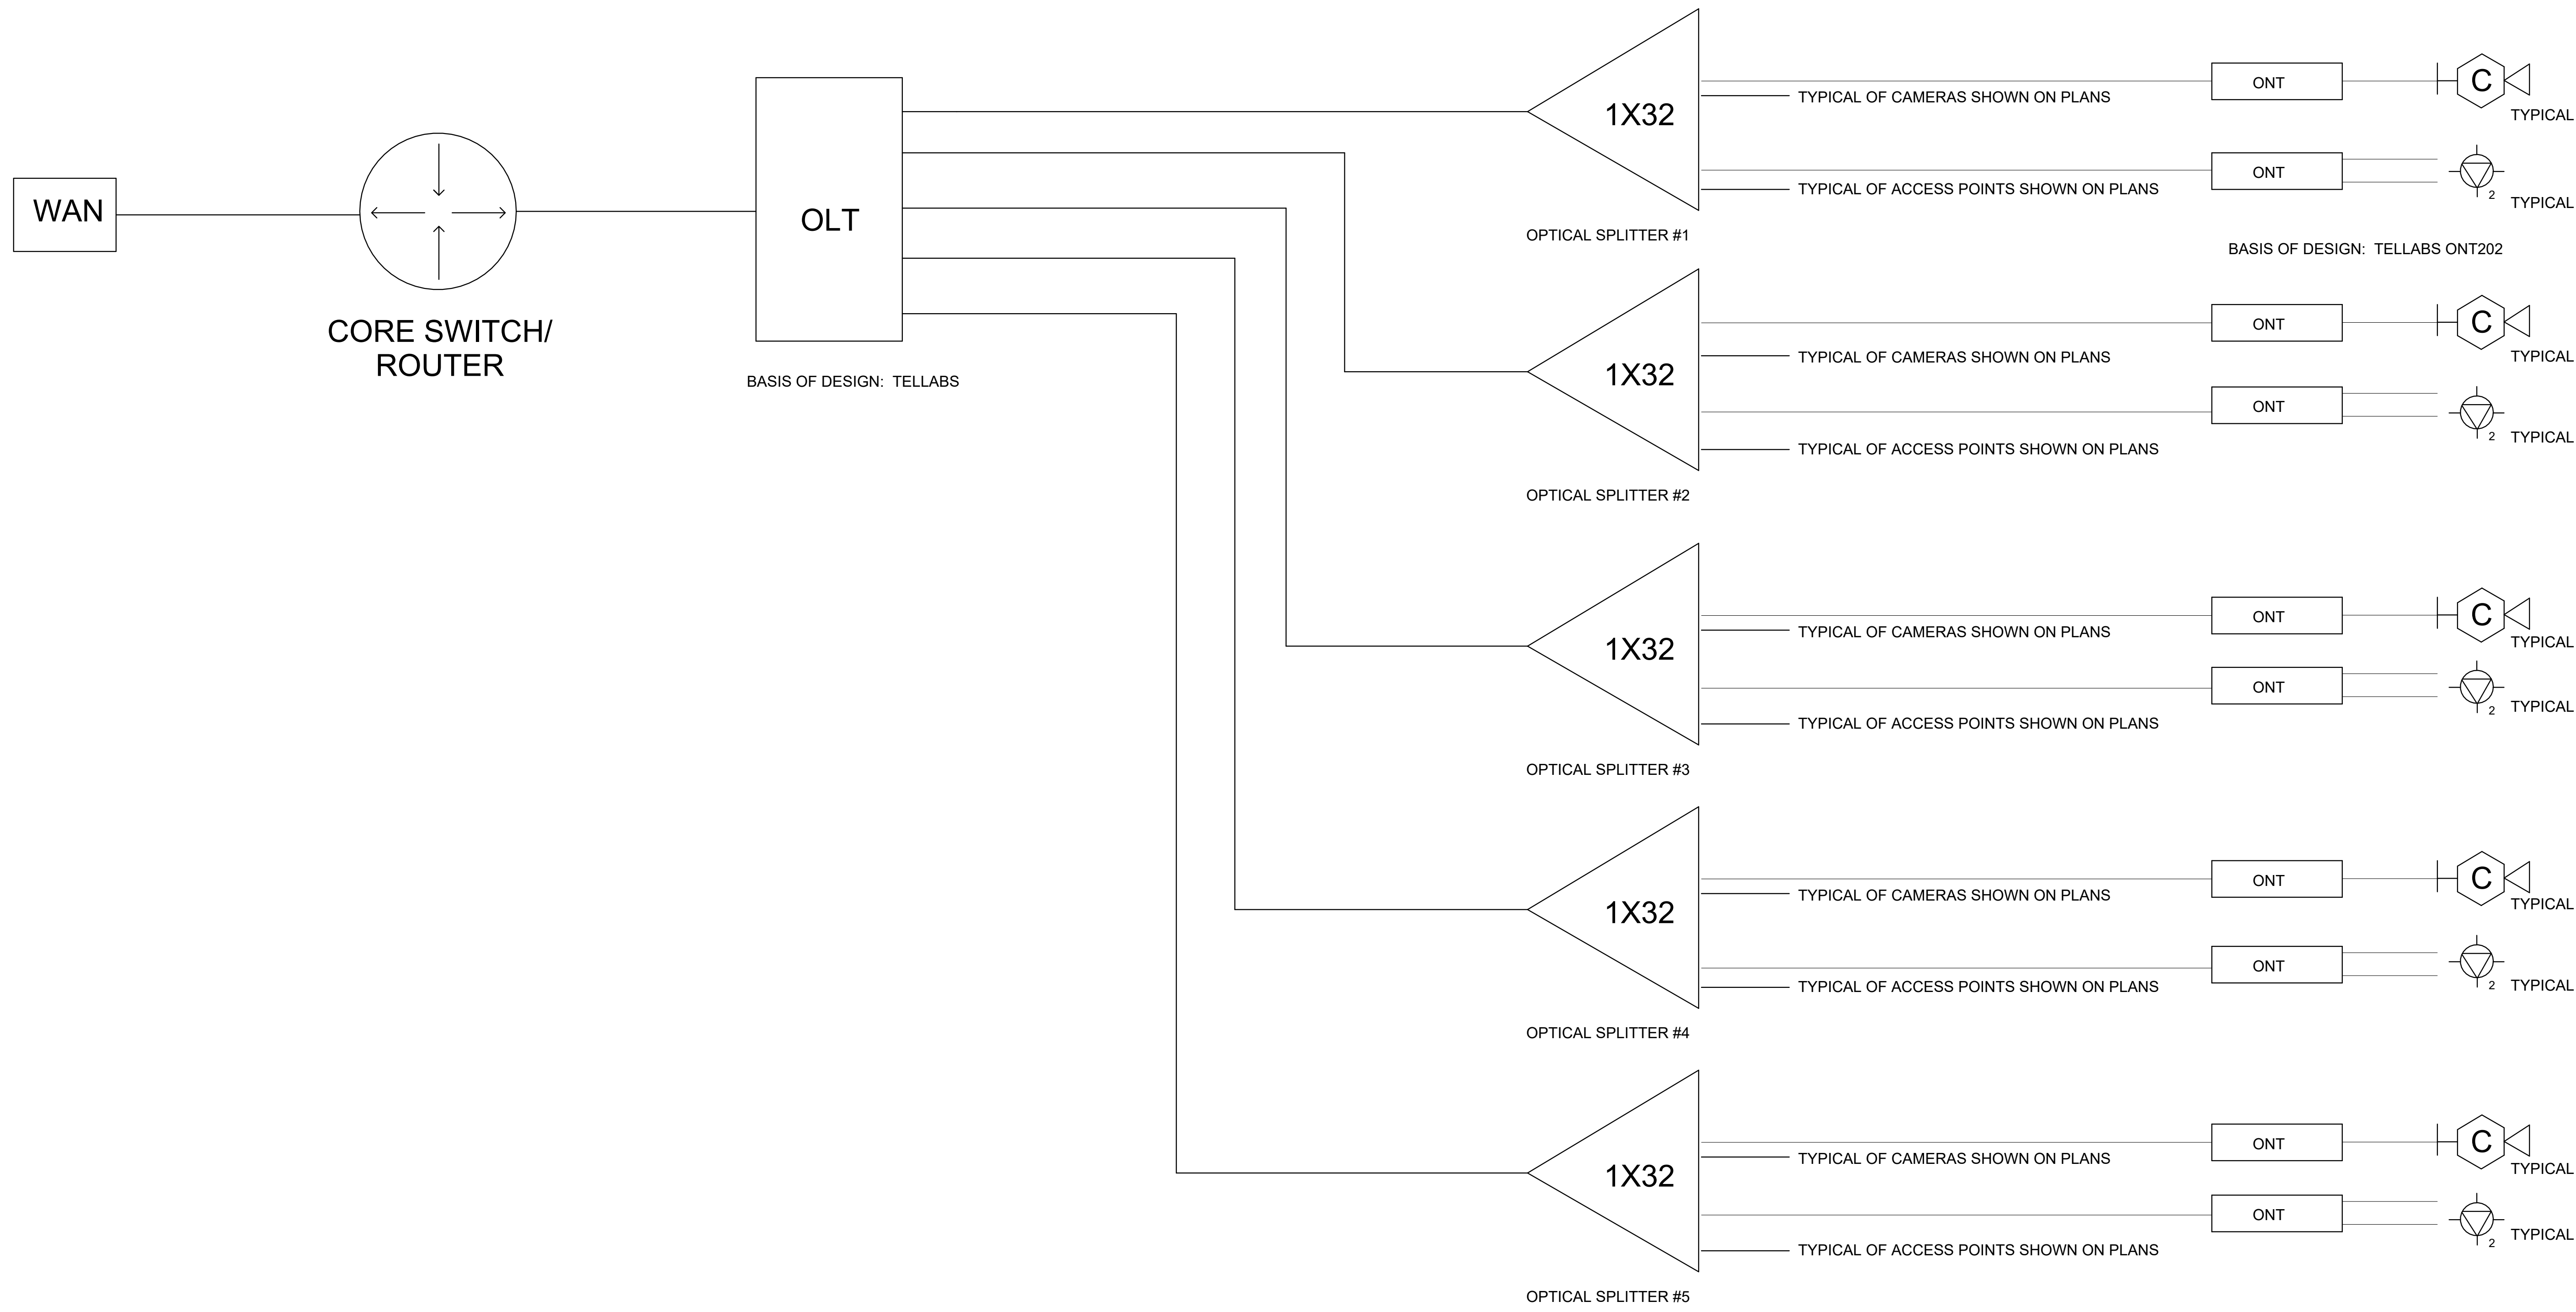 WAN
CORE SWITCH/
ROUTER
OLT
BASIS OF DESIGN: TELLABS
1X32
TYPICAL OF CAMERAS SHOWN ON PLANS
ONT
C
TYPICAL
TYPICAL OF ACCESS POINTS SHOWN ON PLANS
ONT
2
TYPICAL
OPTICAL SPLITTER #1
BASIS OF DESIGN: TELLABS ONT202
1X32
TYPICAL OF CAMERAS SHOWN ON PLANS
ONT
C
TYPICAL
TYPICAL OF ACCESS POINTS SHOWN ON PLANS
ONT
2
TYPICAL
OPTICAL SPLITTER #2
1X32
TYPICAL OF CAMERAS SHOWN ON PLANS
ONT
C
TYPICAL
TYPICAL OF ACCESS POINTS SHOWN ON PLANS
ONT
2
TYPICAL
OPTICAL SPLITTER #3
1X32
TYPICAL OF CAMERAS SHOWN ON PLANS
ONT
C
TYPICAL
TYPICAL OF ACCESS POINTS SHOWN ON PLANS
ONT
2
TYPICAL
OPTICAL SPLITTER #4
1X32
TYPICAL OF CAMERAS SHOWN ON PLANS
ONT
C
TYPICAL
TYPICAL OF ACCESS POINTS SHOWN ON PLANS
ONT
2
TYPICAL
OPTICAL SPLITTER #5